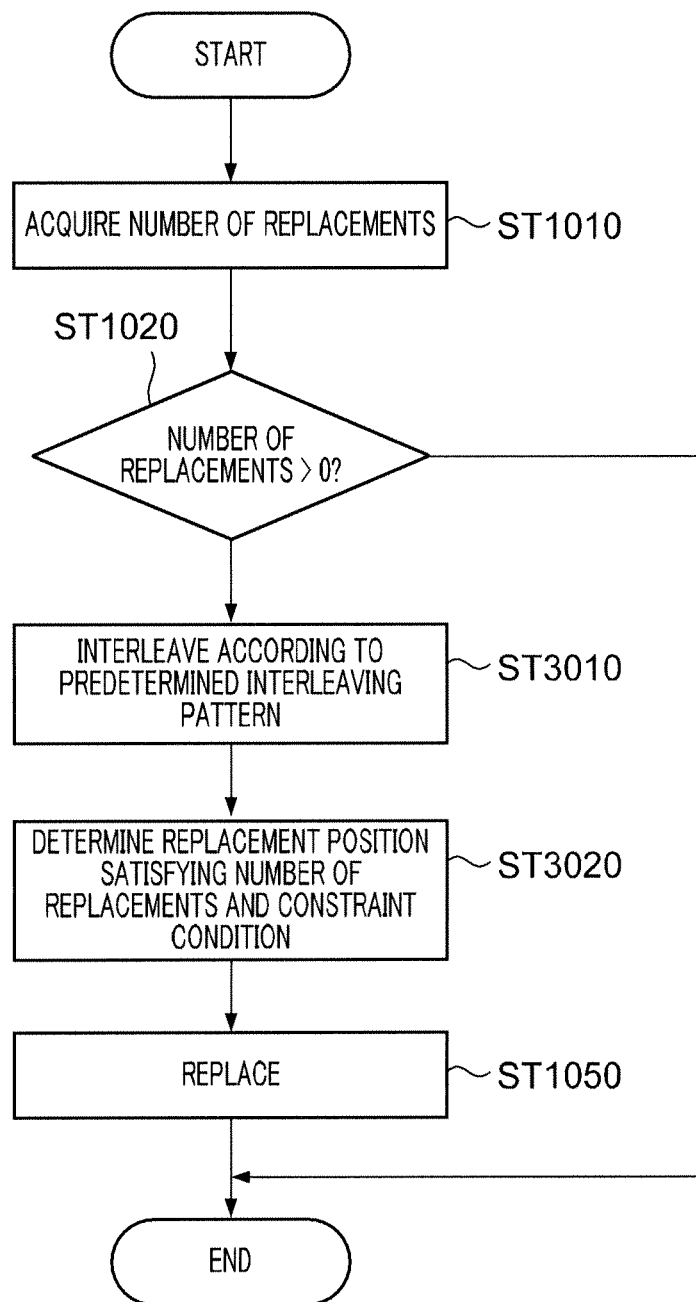 START
ACQUIRE NUMBER OF REPLACEMENTS
ST1010
ST1020
NUMBER OF
REPLACEMENTS > 0?
INTERLEAVE ACCORDING TO
PREDETERMINED INTERLEAVING
PATTERN
ST3010
DETERMINE REPLACEMENT POSITION
SATISFYING NUMBER OF
REPLACEMENTS AND CONSTRAINT
CONDITION
ST3020
REPLACE
ST1050
END